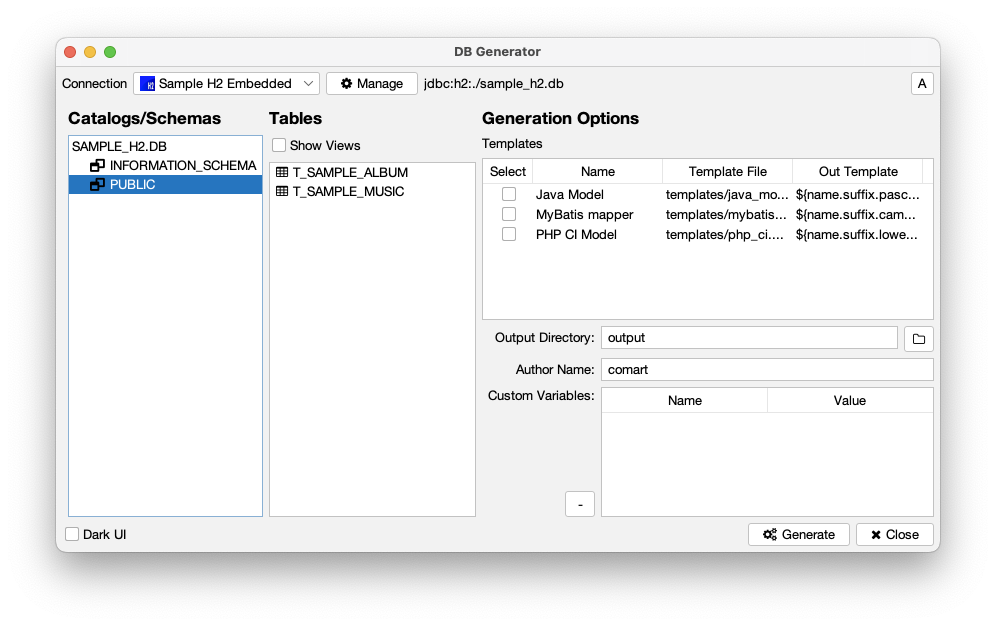 DB Generator
Connection Sample H2 Embedded Manage jdbc:h2:./sample_h2.db A
Catalogs/Schemas
SAMPLE_H2.DB
INFORMATION_SCHEMA
PUBLIC
Tables
Show Views
T_SAMPLE_ALBUM
T_SAMPLE_MUSIC
Generation Options
Templates
Select Name Template File Out Template
Java Model templates/java_mo... ${name.suffix.pasc...
MyBatis mapper templates/mybatis... ${name.suffix.cam...
PHP CI Model templates/php_ci.... ${name.suffix.lowe...
Output Directory: output
Author Name: comart
Custom Variables: Name Value
-
Dark UI Generate Close